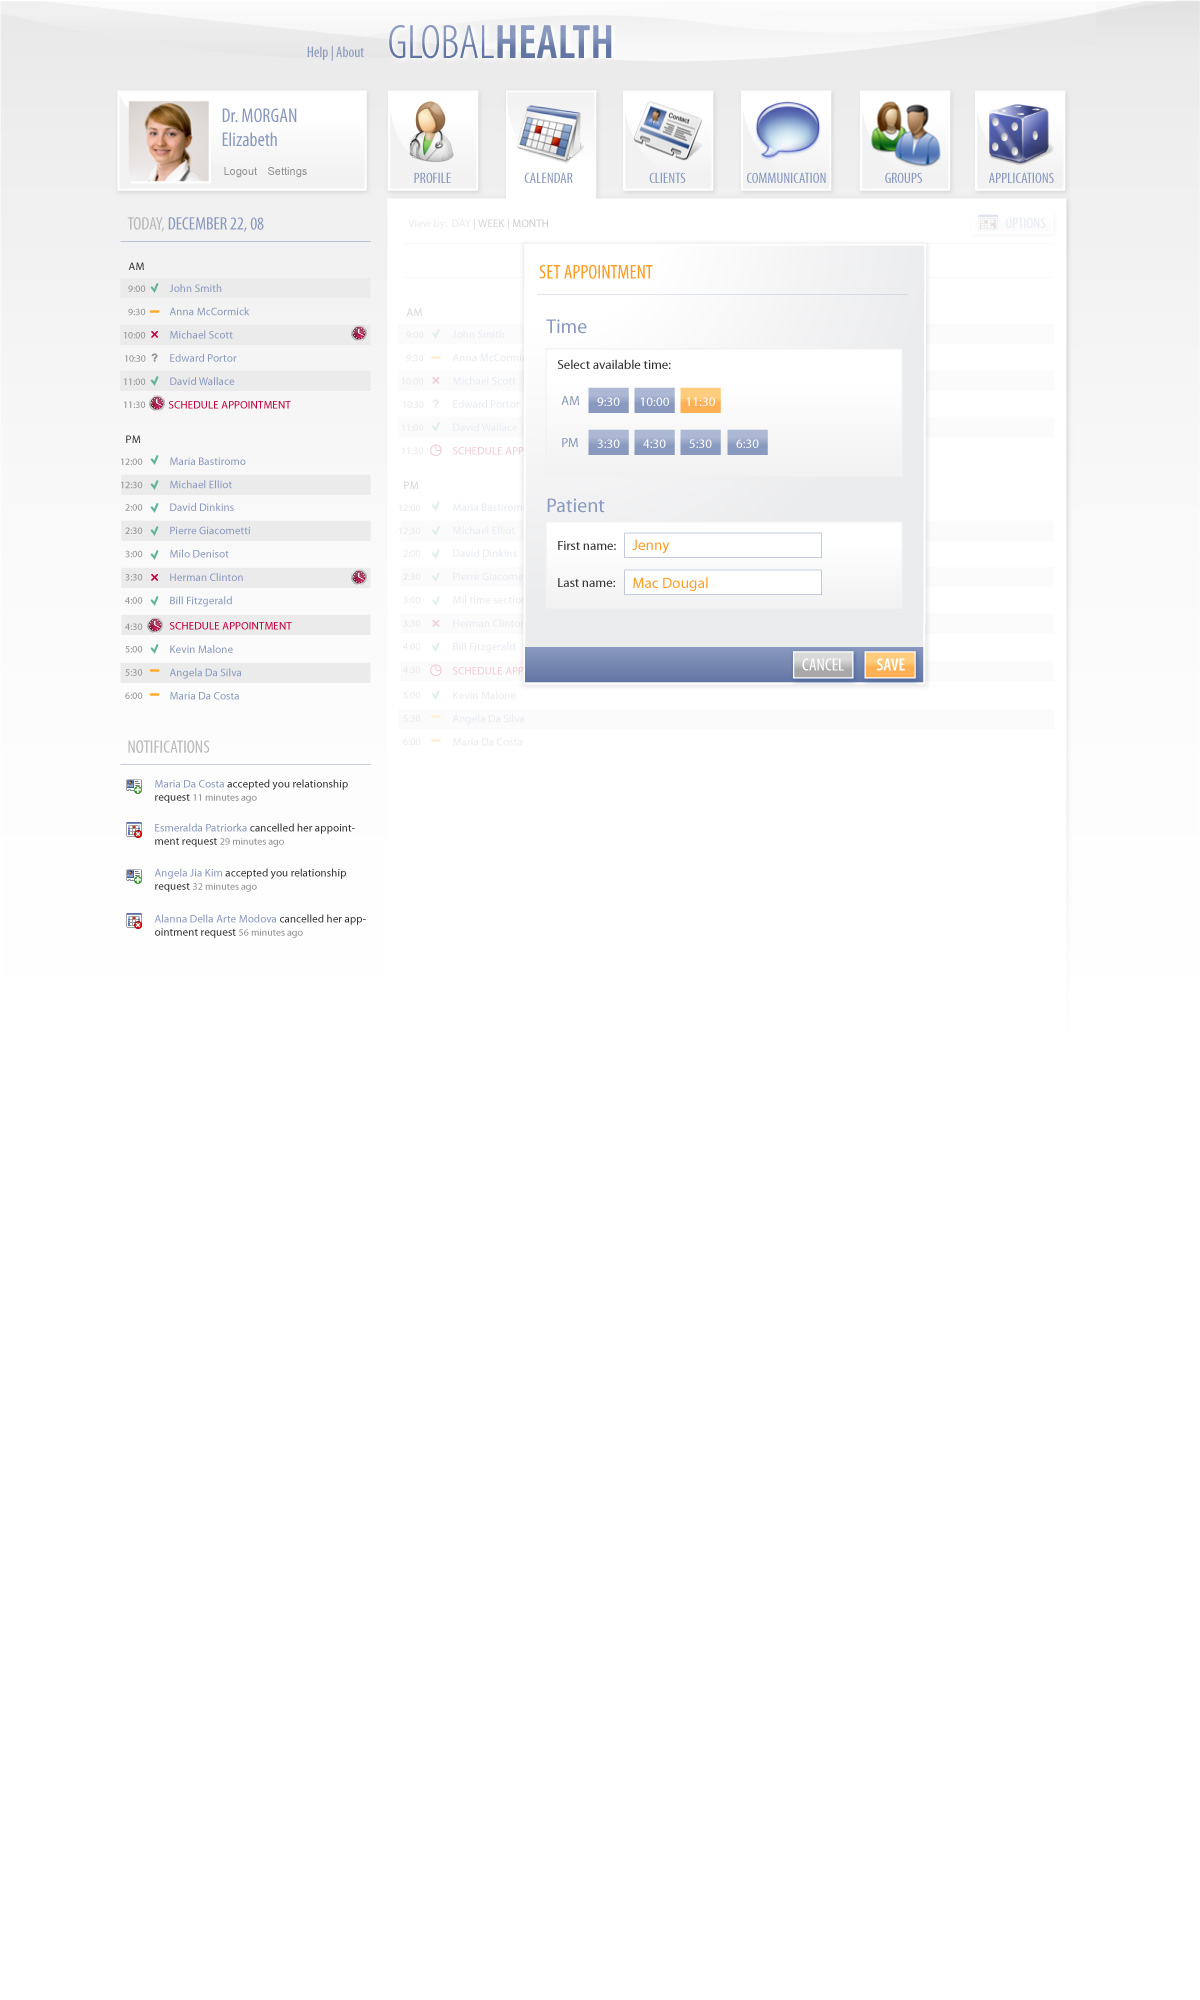 Help | About
GLOBALHEALTH
Dr. MORGAN
Elizabeth
Logout Settings
PROFILE
CALENDAR
CLIENTS
COMMUNICATION
GROUPS
APPLICATIONS
TODAY, DECEMBER 22, 08
AM
9:00 John Smith
9:30 Anna McCormick
10:00 Michael Scott
10:30 ? Edward Portor
11:00 David Wallace
11:30 SCHEDULE APPOINTMENT
PM
12:00 Maria Bastiromo
12:30 Michael Elliot
2:00 David Dinkins
2:30 Pierre Giacometti
3:00 Milo Denisot
3:30 Herman Clinton
4:00 Bill Fitzgerald
4:30 SCHEDULE APPOINTMENT
5:00 Kevin Malone
5:30 Angela Da Silva
6:00 Maria Da Costa
NOTIFICATIONS
Maria Da Costa accepted you relationship
request 11 minutes ago
Esmeralda Patriorka cancelled her appoint-
ment request 29 minutes ago
Angela Jia Kim accepted you relationship
request 32 minutes ago
Alanna Della Arte Modova cancelled her app-
ointment request 56 minutes ago
View by: DAY | WEEK | MONTH
OPTIONS
AM
9:00 John Smith
9:30 Anna McCormi
10:00 Michael Scott
10:30 ? Edward Portor
11:00 David Wallace
11:30 SCHEDULE APP
PM
12:00 Maria Bastirom
12:30 Michael Elliot
2:00 David Dinkins
2:30 Pierre Giacome
3:00 Mil time section
3:30 Herman Clinton
4:00 Bill Fitzgerald
4:30 SCHEDULE APP
5:00 Kevin Malone
5:30 Angela Da Silva
6:00 Maria Da Costa
SET APPOINTMENT
Time
Select available time:
AM 9:30 10:00 11:30
PM 3:30 4:30 5:30 6:30
Patient
First name: Jenny
Last name: Mac Dougal
CANCEL SAVE